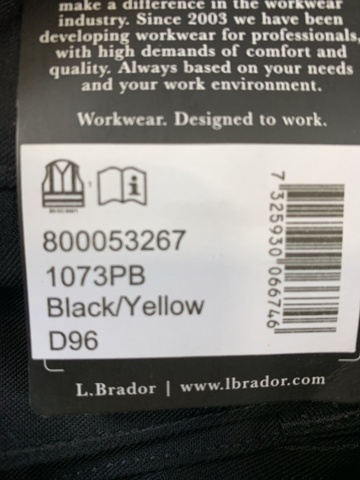 make a difference in the workwear
industry. Since 2003 we have been
developing workwear for professionals,
with high demands of comfort and
quality. Always based on your needs
and your work environment.
Workwear. Designed to work.
1
i
800053267
1073PB
Black/Yellow
D96
7 325930 066746
L.Brador | www.lbrador.com